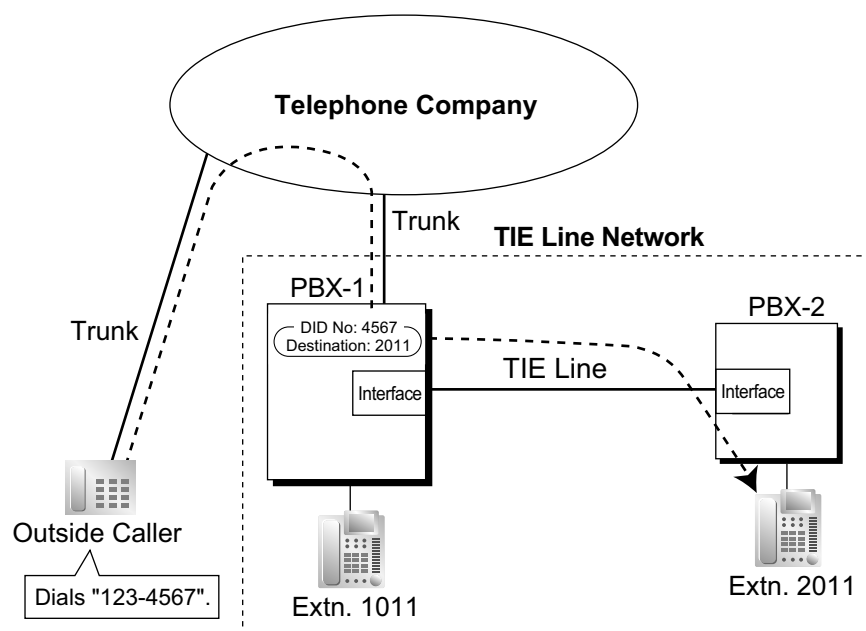 Telephone Company
Trunk
TIE Line Network
PBX-1
PBX-2
Trunk
DID No: 4567
Destination: 2011
TIE Line
Interface
Interface
Outside Caller
Dials "123-4567".
Extn. 1011
Extn. 2011